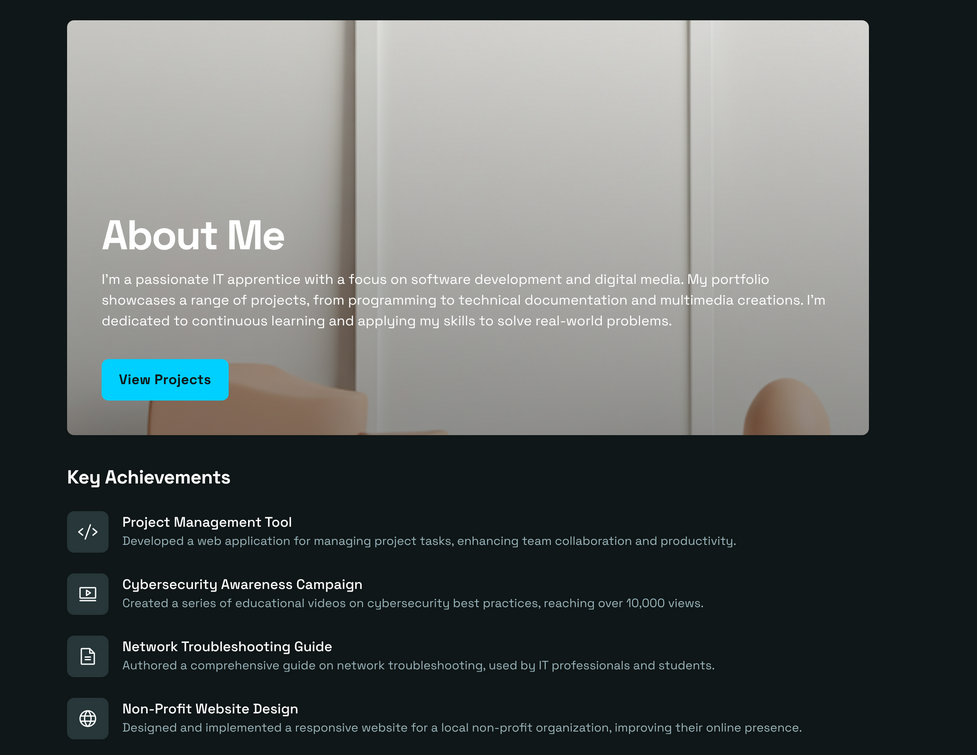 About Me
I'm a passionate IT apprentice with a focus on software development and digital media. My portfolio
showcases a range of projects, from programming to technical documentation and multimedia creations. I'm
dedicated to continuous learning and applying my skills to solve real-world problems.
View Projects
Key Achievements
Project Management Tool
Developed a web application for managing project tasks, enhancing team collaboration and productivity.
Cybersecurity Awareness Campaign
Created a series of educational videos on cybersecurity best practices, reaching over 10,000 views.
Network Troubleshooting Guide
Authored a comprehensive guide on network troubleshooting, used by IT professionals and students.
Non-Profit Website Design
Designed and implemented a responsive website for a local non-profit organization, improving their online presence.